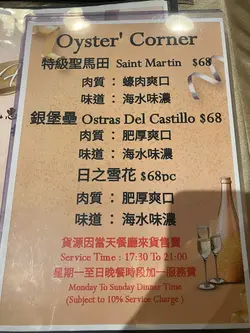 Oyster' Corner
特級聖馬田 Saint Martin $68
肉質：蠔肉爽口
味道：海水味濃
銀堡壘 Ostras Del Castillo $68
肉質：肥厚爽口
味道：海水味濃
日之雪花 $68pc
肉質：肥厚爽口
味道：海水味濃
貨源因當天餐廳來貨售賣
Service Time : 17:30 To 21:00
星期一至日晚餐時段加一服務費
Monday To Sunday Dinner Time
(Subject to 10% Service Charge )